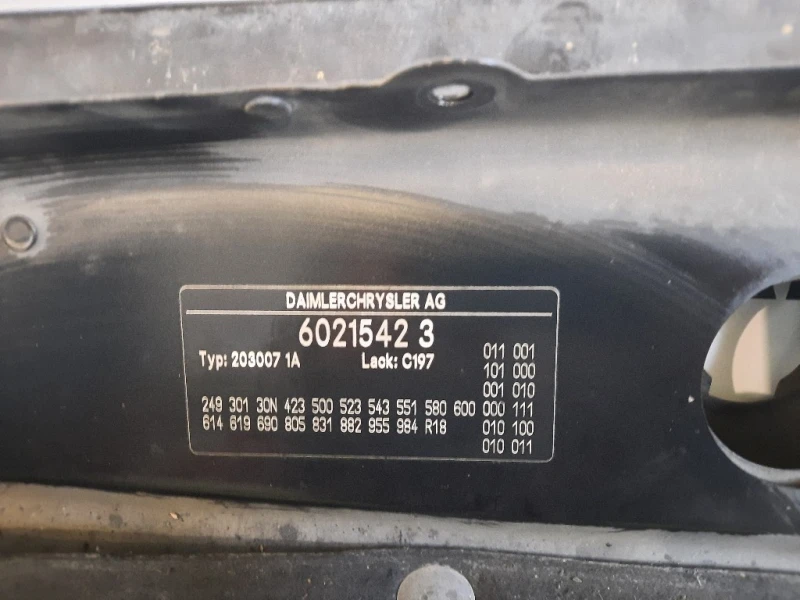 DAIMLERCHRYSLER AG
6021542 3
Typ: 203007 1A Lack: C197
011 001
101 000
001 010
249 301 30N 423 500 523 543 551 580 600 000 111
614 619 690 805 831 882 955 984 R18 010 100
010 011